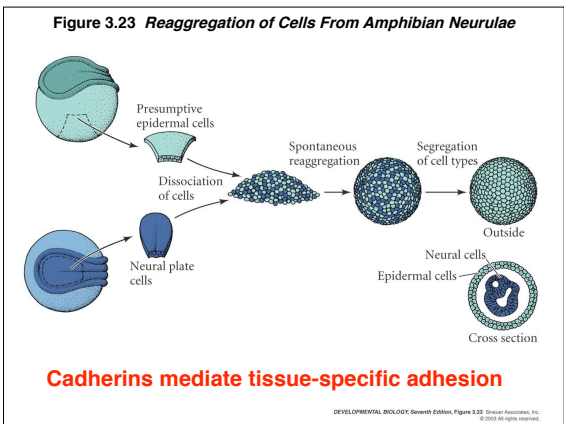 Figure 3.23 Reaggregation of Cells From Amphibian Neurulae
Presumptive
epidermal cells
Dissociation
of cells
Neural plate
cells
Spontaneous
reaggregation
Segregation
of cell types
Outside
Neural cells
Epidermal cells
Cross section
Cadherins mediate tissue-specific adhesion
DEVELOPMENTAL BIOLOGY, Seventh Edition, Figure 3.23 Sinauer Associates, Inc.
© 2003 All rights reserved.